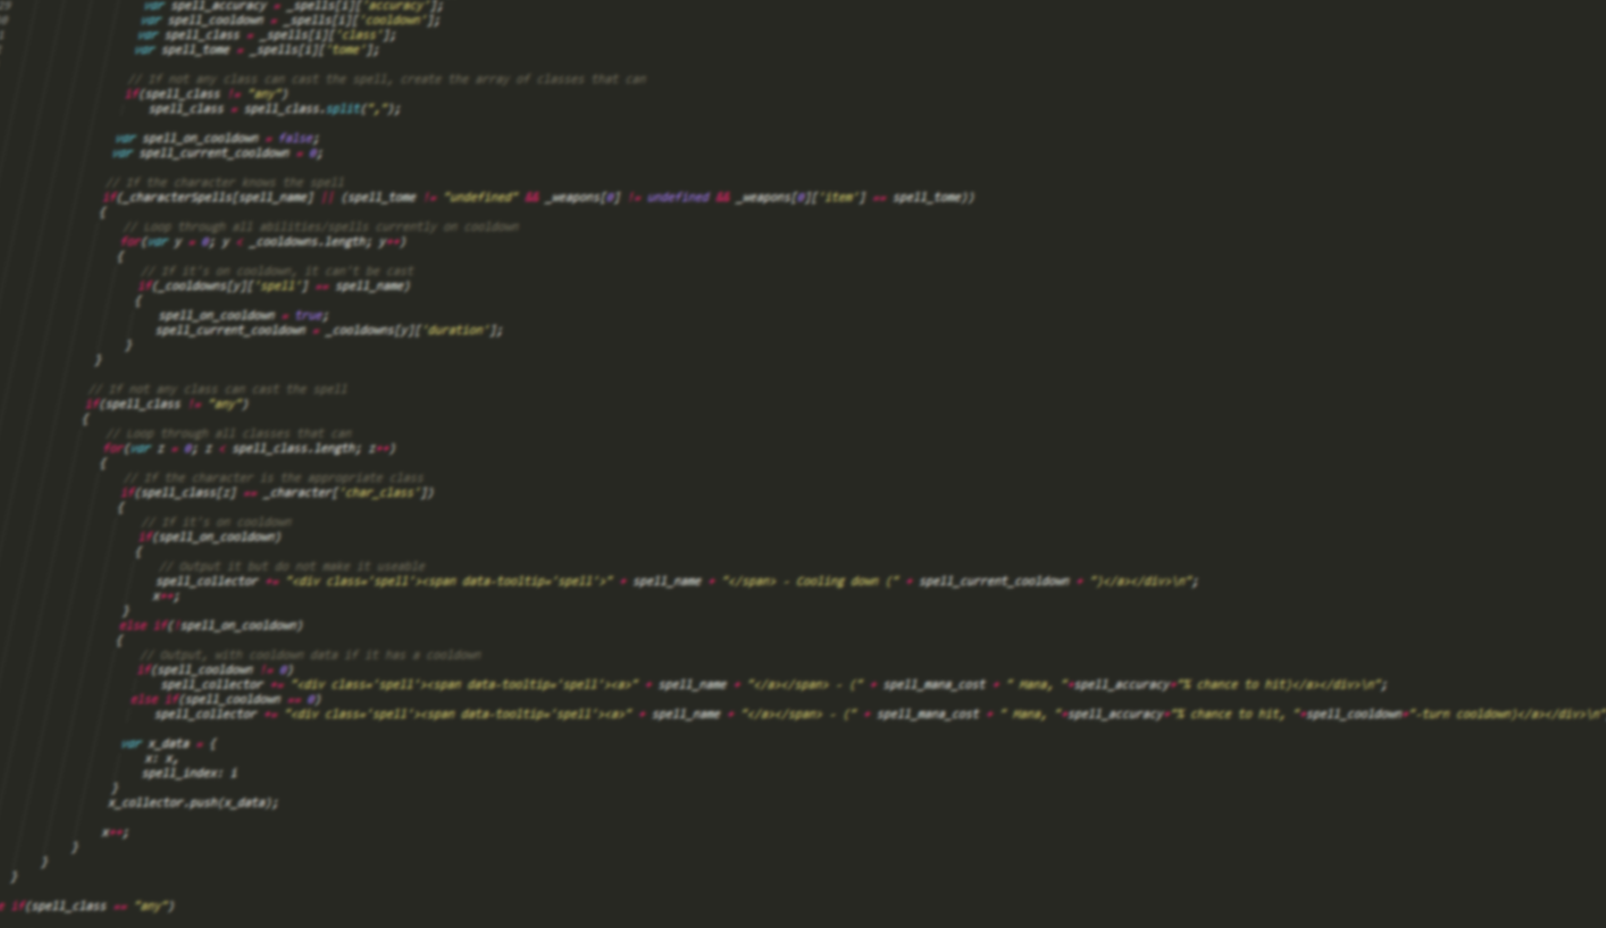 29
var spell_accuracy = _spells[i]['accuracy'];
var spell_cooldown = _spells[i]['cooldown'];
var spell_class = _spells[i]['class'];
var spell_tome = _spells[i]['tome'];
// If not any class can cast the spell, create the array of classes that can
if(spell_class != "any")
spell_class = spell_class.split(",");
var spell_on_cooldown = false;
var spell_current_cooldown = 0;
// If the character knows the spell
if(_characterSpells[spell_name] || (spell_tome != "undefined" && _weapons[0] != undefined && _weapons[0]['item'] == spell_tome))
{
// Loop through all abilities/spells currently on cooldown
for(var y = 0; y < _cooldowns.length; y++)
{
// If it's on cooldown, it can't be cast
if(_cooldowns[y]['spell'] == spell_name)
{
spell_on_cooldown = true;
spell_current_cooldown = _cooldowns[y]['duration'];
}
}
// If not any class can cast the spell
if(spell_class != "any")
{
// Loop through all classes that can
for(var z = 0; z < spell_class.length; z++)
{
// If the character is the appropriate class
if(spell_class[z] == _character['char_class'])
{
// If it's on cooldown
if(spell_on_cooldown)
{
// Output it but do not make it useable
spell_collector += "<div class='spell'><span data-tooltip='spell'>" + spell_name + "</span> - Cooling down (" + spell_current_cooldown + ")</a></div>\n";
x++;
}
else if(!spell_on_cooldown)
{
// Output, with cooldown data if it has a cooldown
if(spell_cooldown != 0)
spell_collector += "<div class='spell'><span data-tooltip='spell'><a>" + spell_name + "</a></span> - (" + spell_mana_cost + " Mana, "+spell_accuracy+"% chance to hit)</a></div>\n";
else if(spell_cooldown == 0)
spell_collector += "<div class='spell'><span data-tooltip='spell'><a>" + spell_name + "</a></span> - (" + spell_mana_cost + " Mana, "+spell_accuracy+"% chance to hit, "+spell_cooldown+"-turn cooldown)</a></div>\n"
var x_data = {
x: x,
spell_index: i
}
x_collector.push(x_data);
x++;
}
}
}
e if(spell_class == "any")